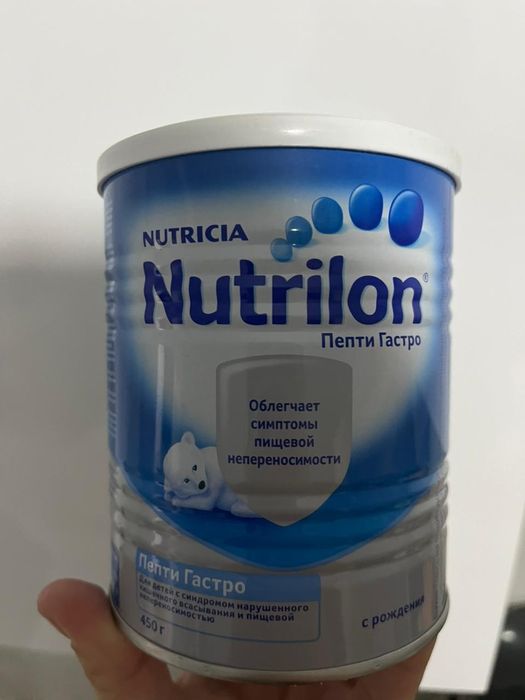 NUTRICIA
Nutrilon®
Пепти Гастро
Облегчает
симптомы
пищевой
непереносимости
Пепти Гастро
Для детей с синдромом нарушенного
кишечного всасывания и пищевой
непереносимостью
450 г
с рождения